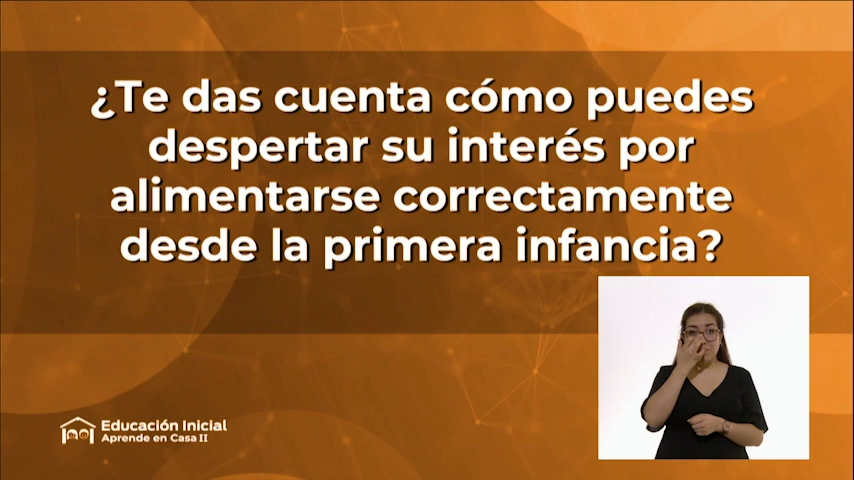 ¿Te das cuenta cómo puedes
despertar su interés por
alimentarse correctamente
desde la primera infancia?
Educación Inicial
Aprende en Casa II